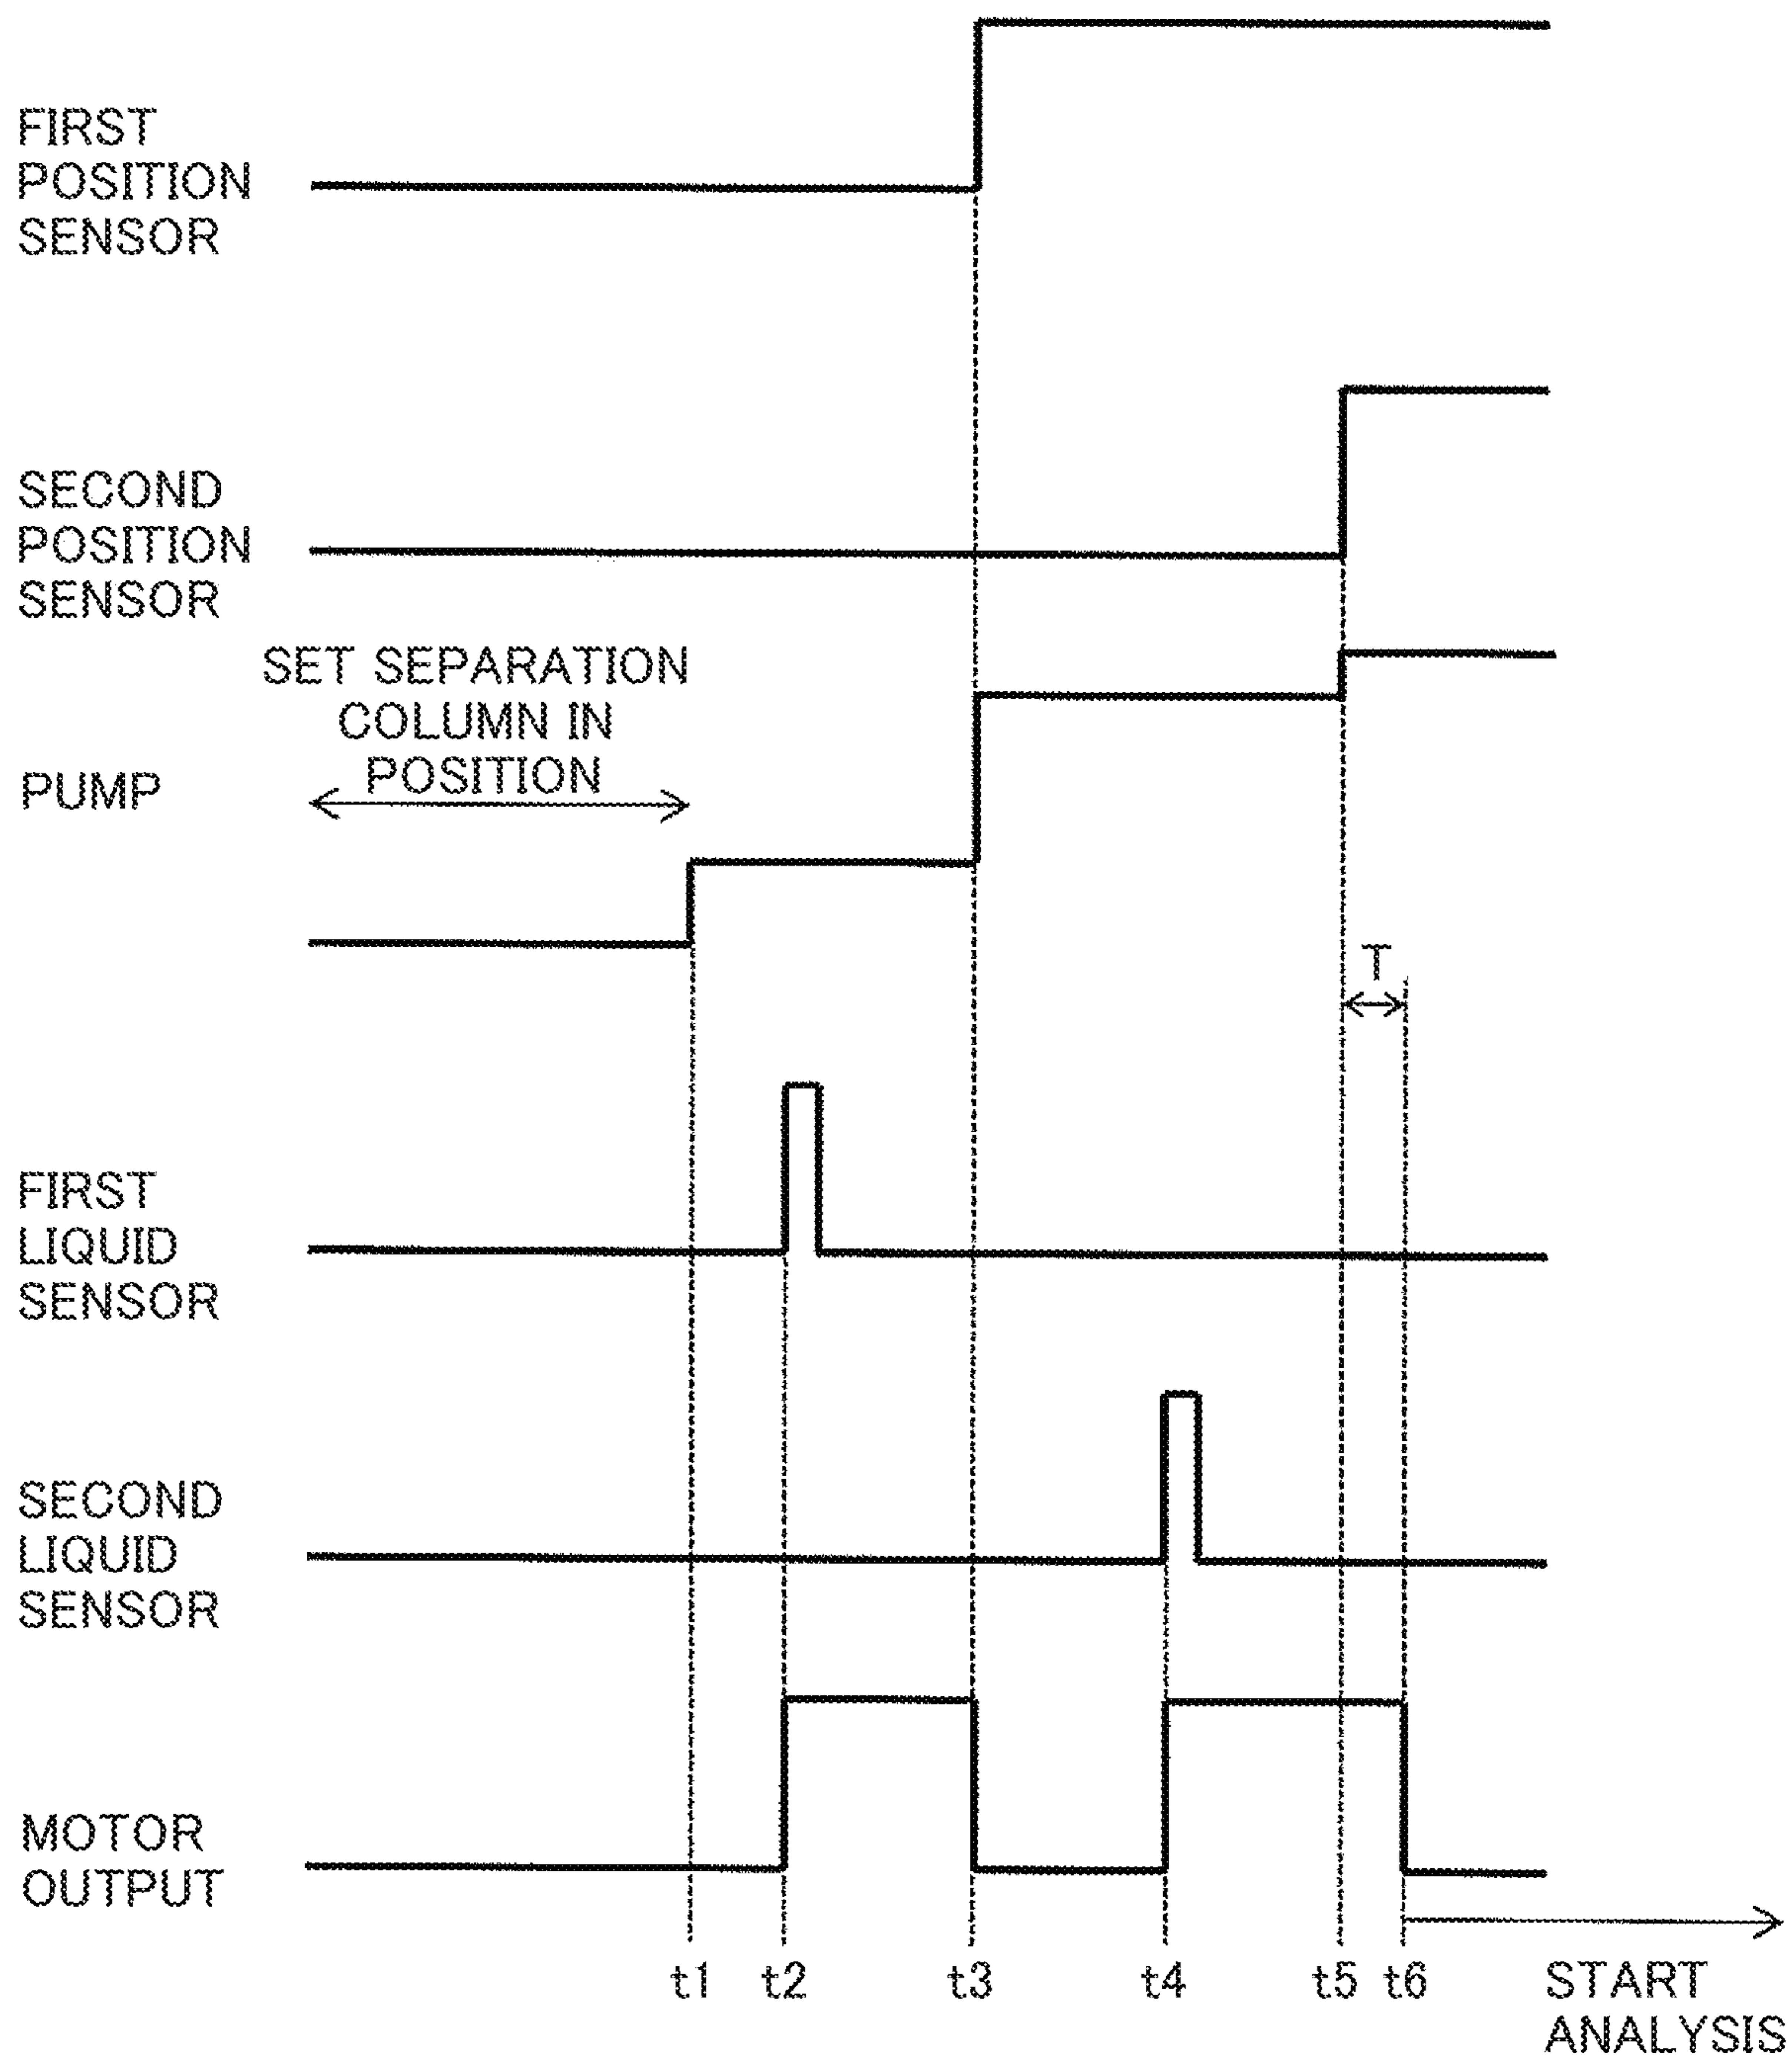 FIRST
POSITION
SENSOR
SECOND
POSITION
SENSOR
SET SEPARATION
COLUMN IN
POSITION
PUMP
T
FIRST
LIQUID
SENSOR
SECOND
LIQUID
SENSOR
MOTOR
OUTPUT
t1 t2 t3 t4 t5 t6
START
ANALYSIS